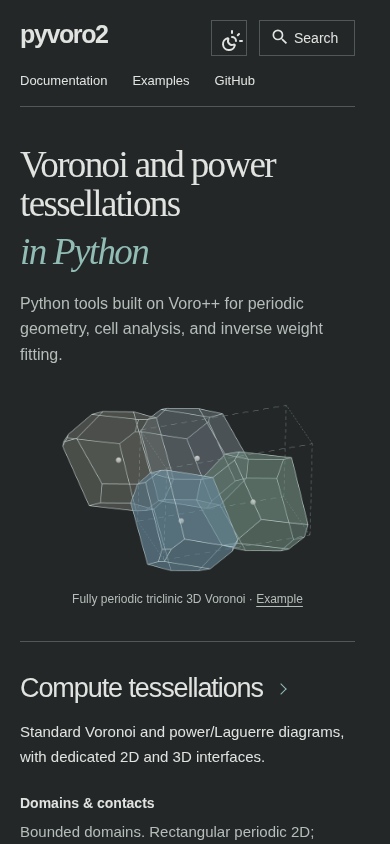 pyvoro2
Search
Documentation Examples GitHub
Voronoi and power
tessellations
in Python
Python tools built on Voro++ for periodic
geometry, cell analysis, and inverse weight
fitting.
Fully periodic triclinic 3D Voronoi · Example
Compute tessellations
Standard Voronoi and power/Laguerre diagrams,
with dedicated 2D and 3D interfaces.
Domains & contacts
Bounded domains. Rectangular periodic 2D;